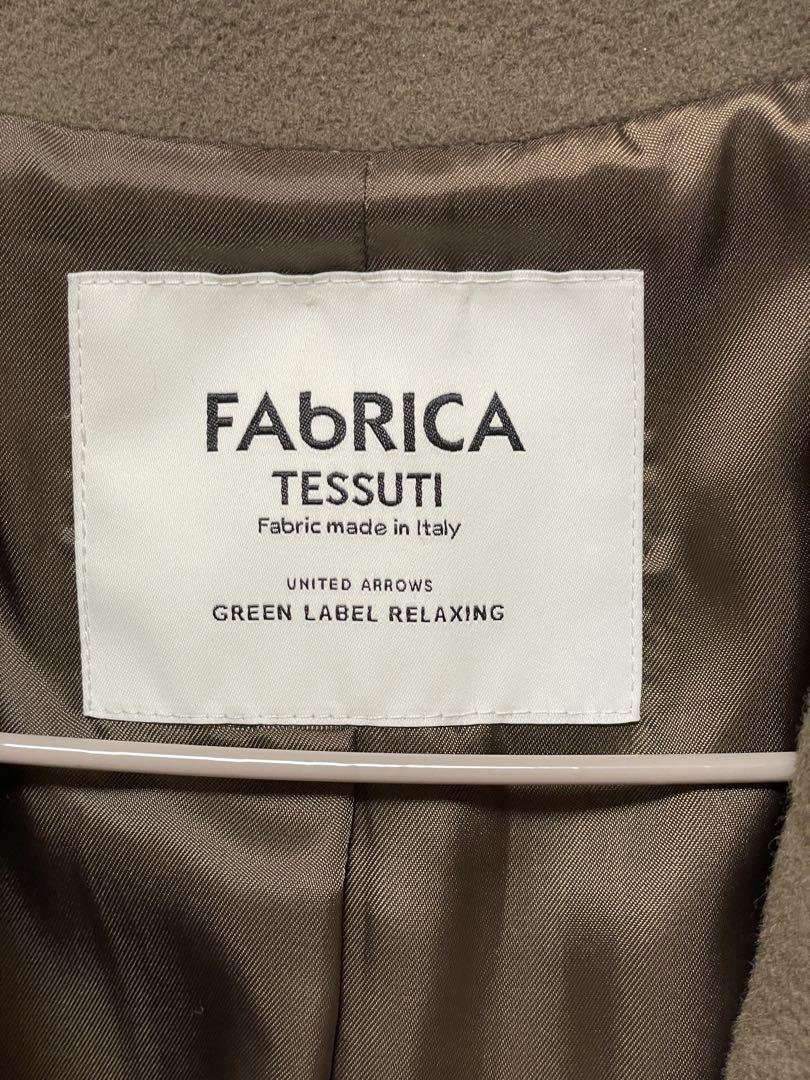 FAbRICA
TESSUTI
Fabric made in Italy
UNITED ARROWS
GREEN LABEL RELAXING